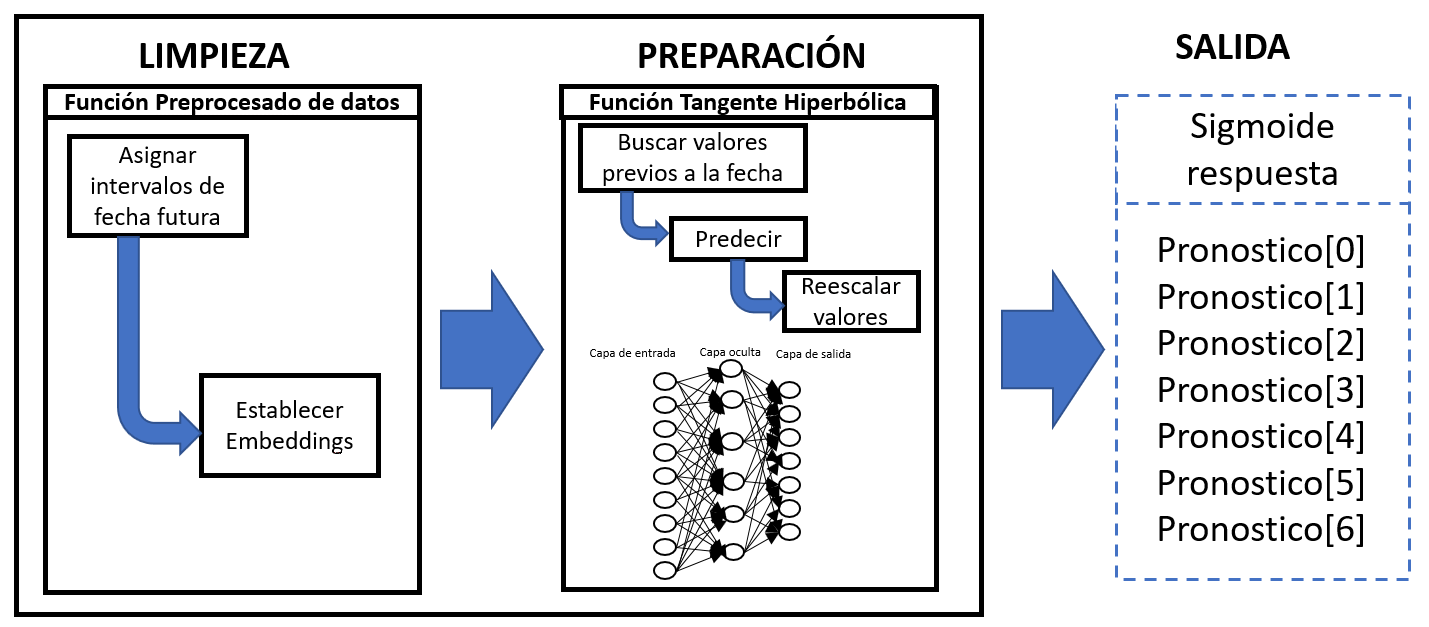 LIMPIEZA
Función Preprocesado de datos
Asignar
intervalos de
fecha futura
Establecer
Embeddings
PREPARACIÓN
Función Tangente Hiperbólica
Buscar valores
previos a la fecha
Predecir
Reescalar
valores
Capa de entrada
Capa oculta
Capa de salida
SALIDA
Sigmoide
respuesta
Pronostico[0]
Pronostico[1]
Pronostico[2]
Pronostico[3]
Pronostico[4]
Pronostico[5]
Pronostico[6]